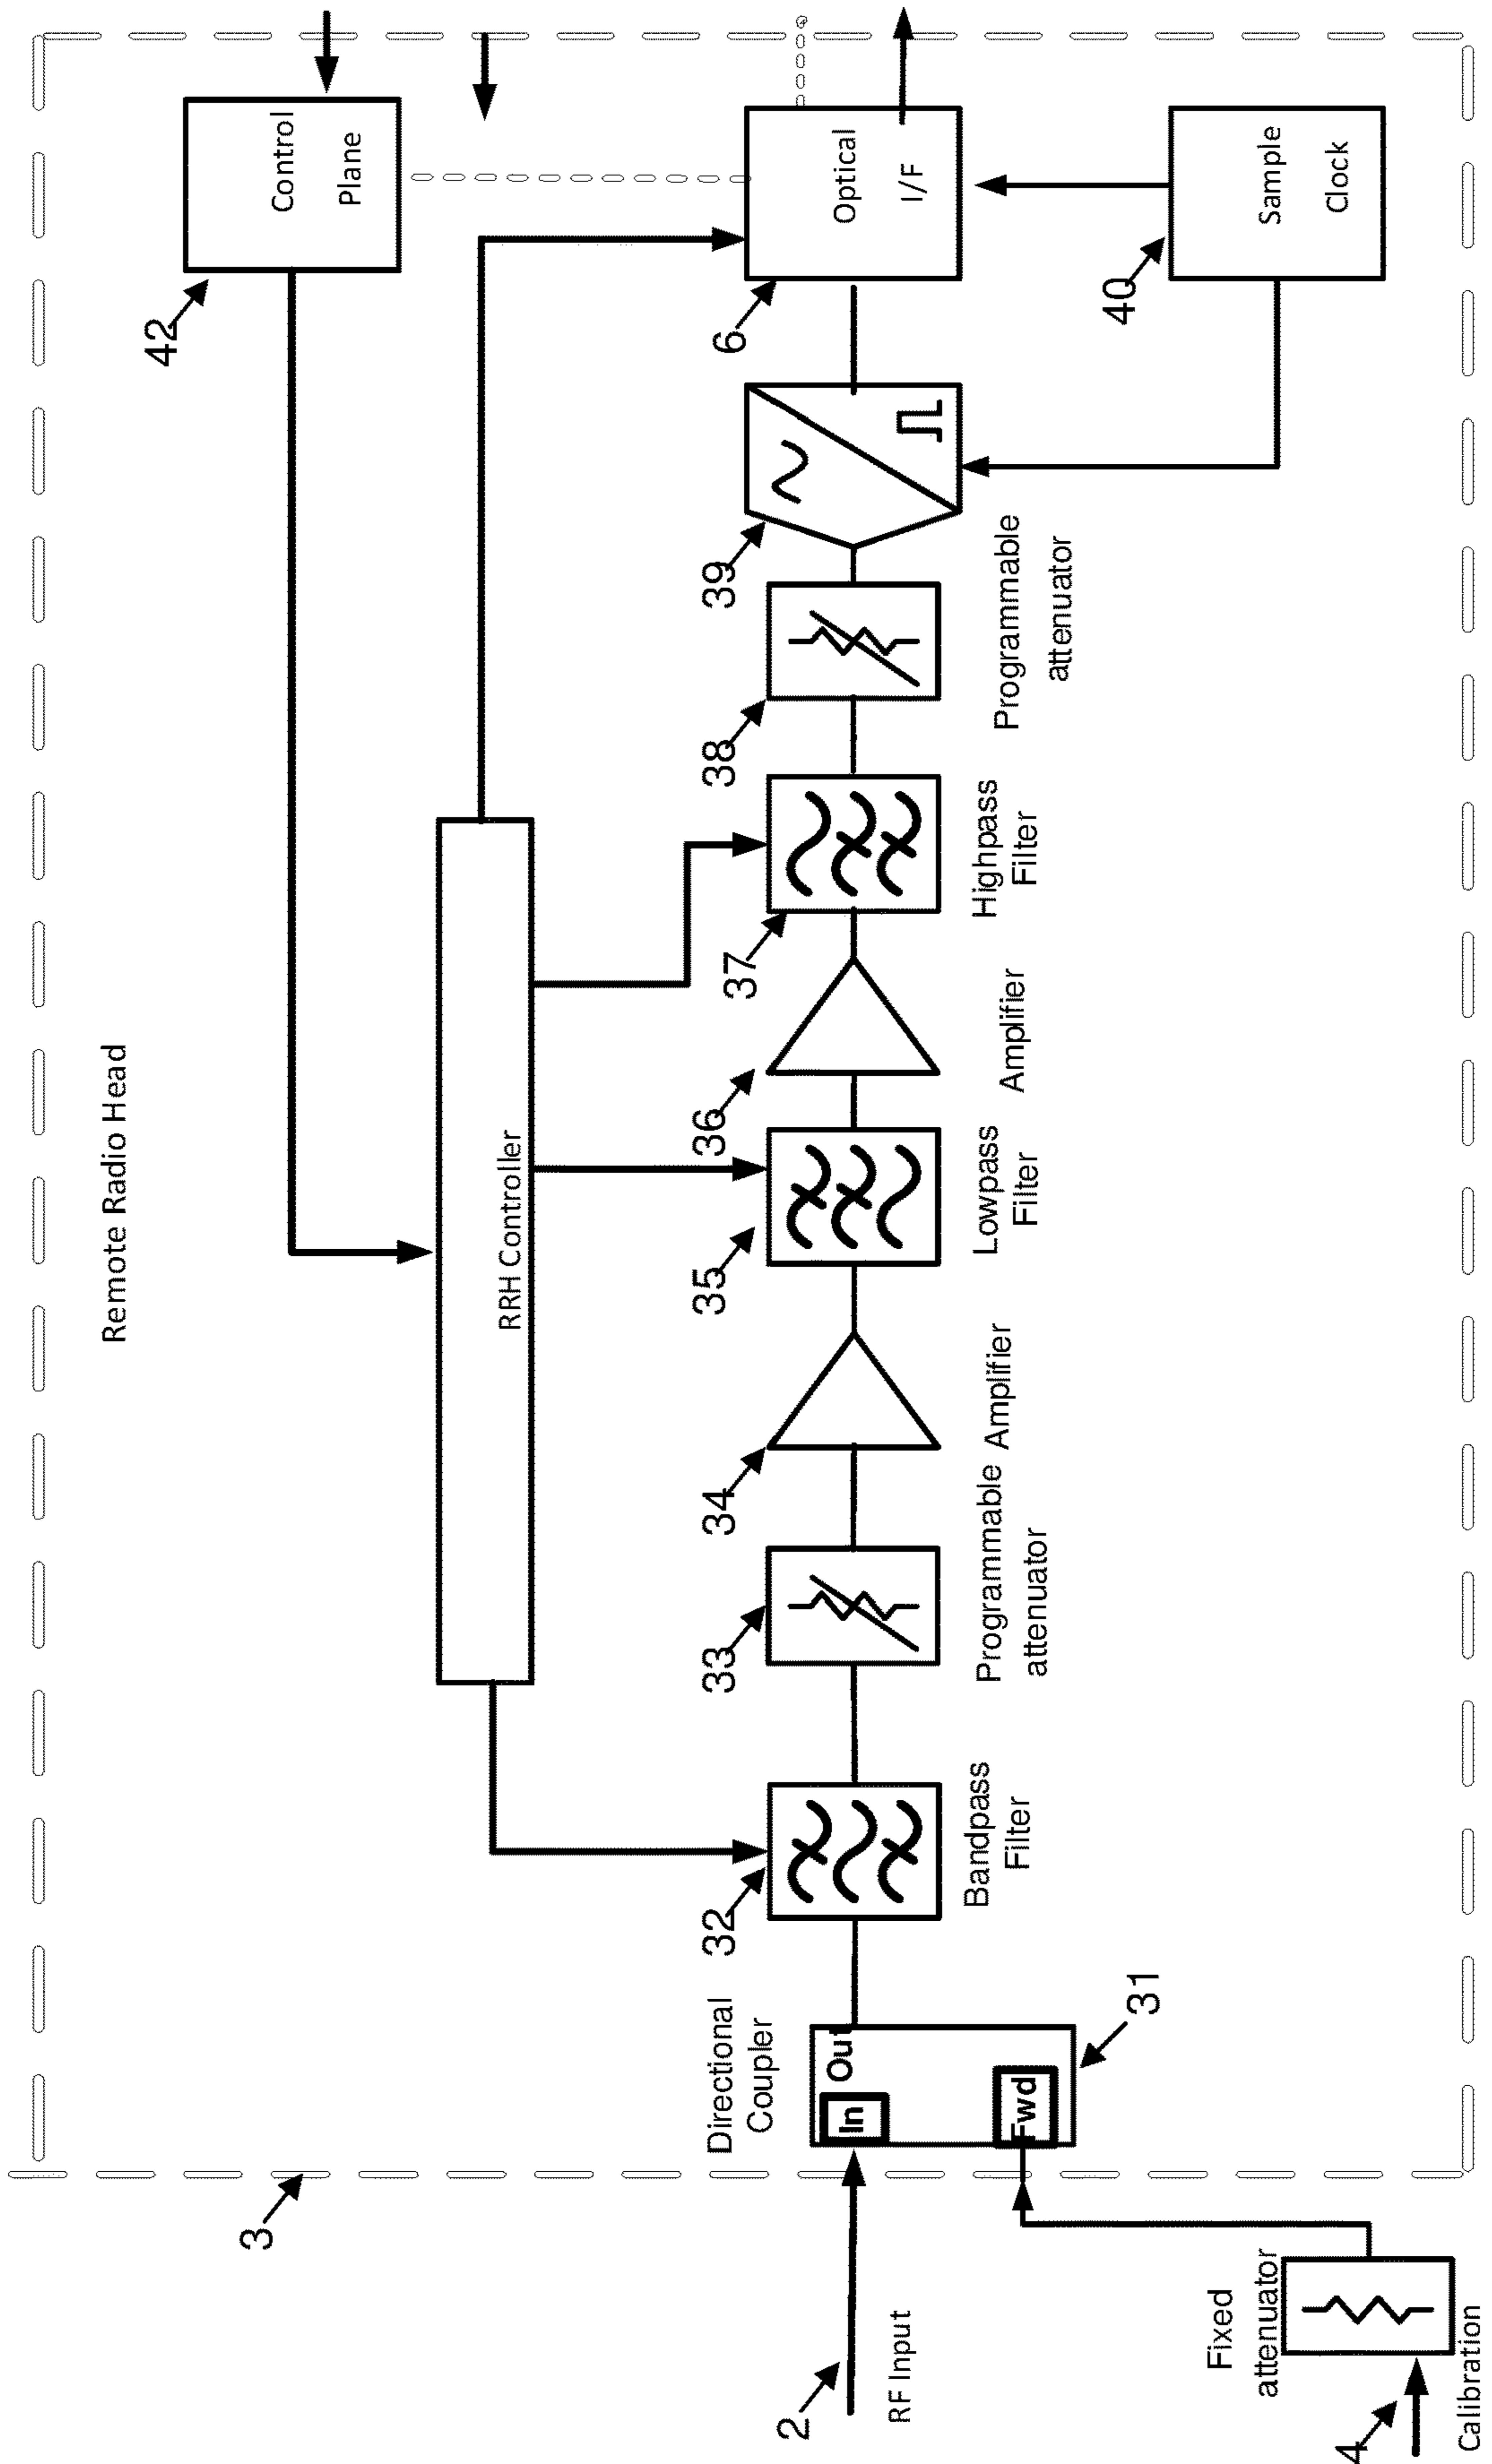 Remote Radio Head
3
42
Control
Plane
RRH Controller
2
RF Input
Directional
Coupler
In
Out
Fwd
31
32
Bandpass
Filter
33
Programmable
attenuator
34
Amplifier
35
Lowpass
Filter
36
Amplifier
37
Highpass
Filter
38
Programmable
attenuator
39
6
Optical
I/F
40
Sample
Clock
Fixed
attenuator
4
Calibration